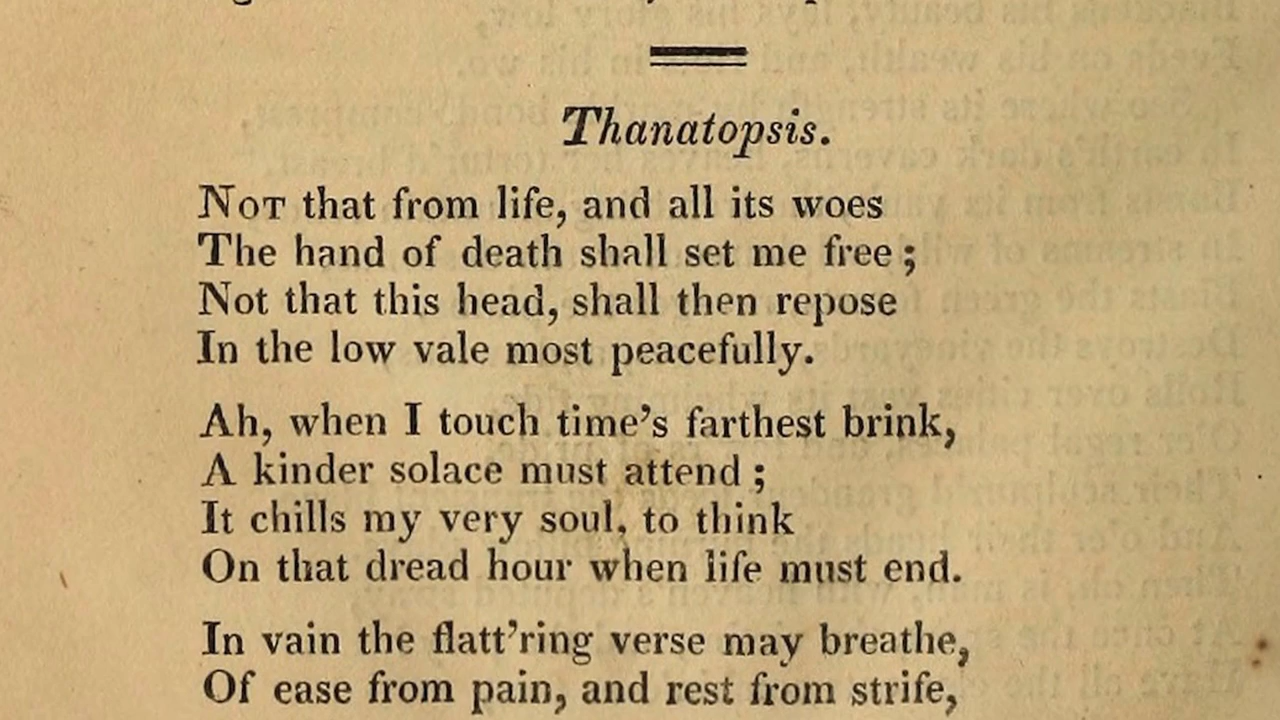 Thanatopsis.
NOT that from life, and all its woes
The hand of death shall set me free;
Not that this head, shall then repose
In the low vale most peacefully.
Ah, when I touch time's farthest brink,
A kinder solace must attend;
It chills my very soul, to think
On that dread hour when life must end.
In vain the flatt'ring verse may breathe,
Of ease from pain, and rest from strife,